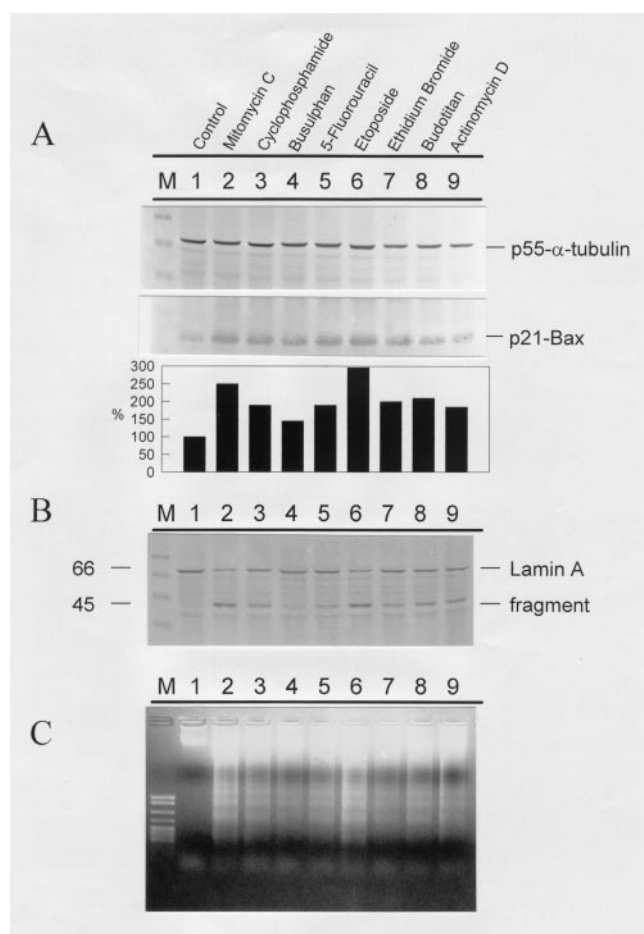 Control
Mitomycin C
Cyclophosphamide
Busulphan
5-Fluorouracil
Etoposide
Ethidium Bromide
Budotitan
Actinomycin D
A
M 1 2 3 4 5 6 7 8 9
p55-α-tubulin
p21-Bax
300
250
200
% 150
100
50
0
B
M 1 2 3 4 5 6 7 8 9
66 Lamin A
45 fragment
M 1 2 3 4 5 6 7 8 9
C